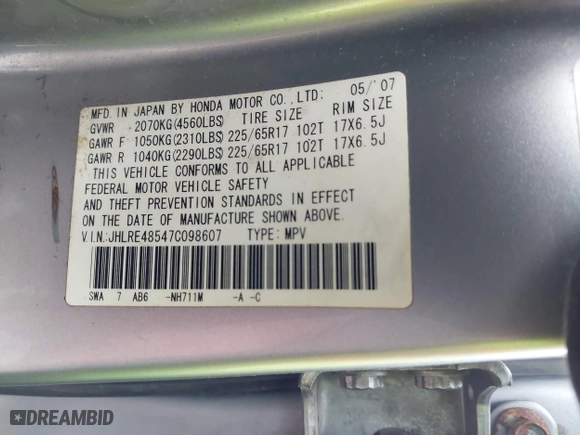 MFD. IN JAPAN BY HONDA MOTOR CO., LTD: 05/'07
GVWR 2070KG(4560LBS) TIRE SIZE RIM SIZE
GAWR F 1050KG(2310LBS) 225/65R17 102T 17X6.5J
GAWR R 1040KG(2290LBS) 225/65R17 102T 17X6.5J
THIS VEHICLE CONFORMS TO ALL APPLICABLE
FEDERAL MOTOR VEHICLE SAFETY
AND THEFT PREVENTION STANDARDS IN EFFECT
ON THE DATE OF MANUFACTURE SHOWN ABOVE.
V.I.N:JHLRE48547C098607 TYPE: MPV
SWA 7 AB6 -NH711M -A -C
DREAMBID